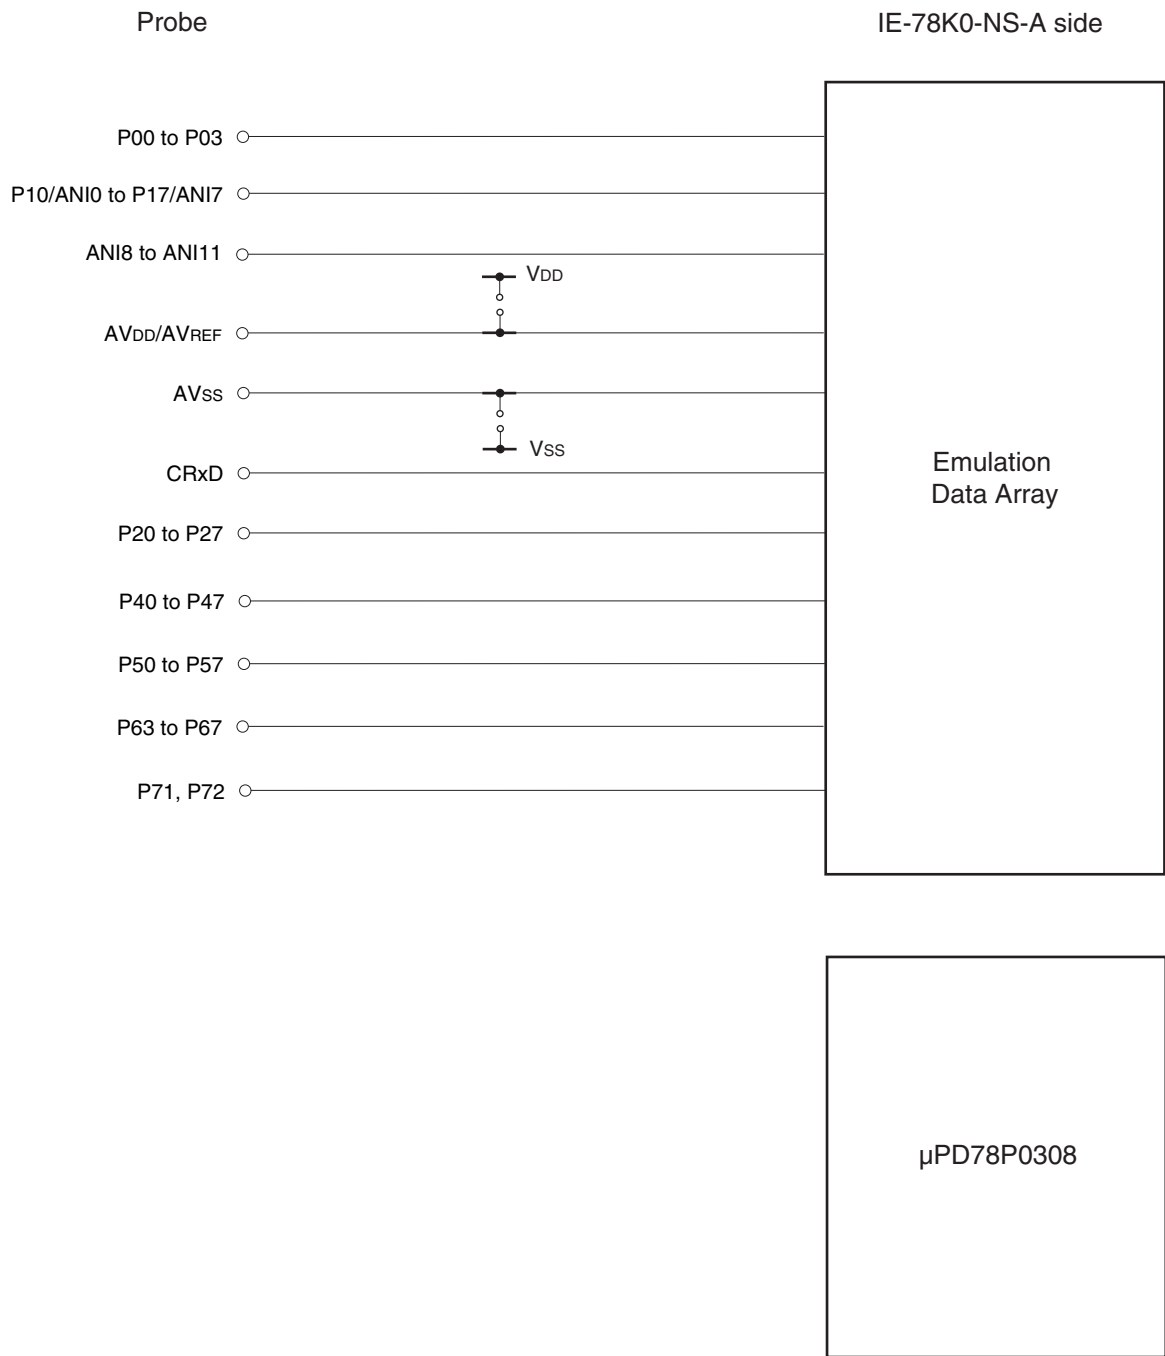 Probe
IE-78K0-NS-A side
P00 to P03
P10/ANI0 to P17/ANI7
ANI8 to ANI11
VDD
AVDD/AVREF
AVSS
VSS
CRxD
P20 to P27
P40 to P47
P50 to P57
P63 to P67
P71, P72
Emulation
Data Array
µPD78P0308